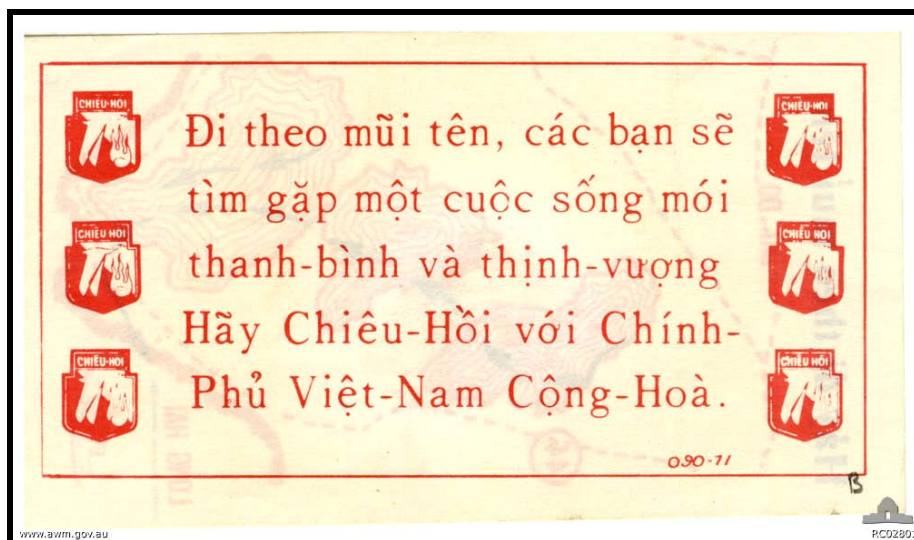 CHIÊU-HỒI
CHIÊU-HỒI
Đi theo mũi tên, các bạn sẽ
tìm gặp một cuộc sống mới
CHIÊU HỒI
CHIÊU HỒI
thanh-bình và thịnh-vượng
Hãy Chiêu-Hồi với Chính-
CHIÊU-HỒI
CHIÊU HỒI
Phủ Việt-Nam Cộng-Hoà.
090-71
B
www.awm.gov.au